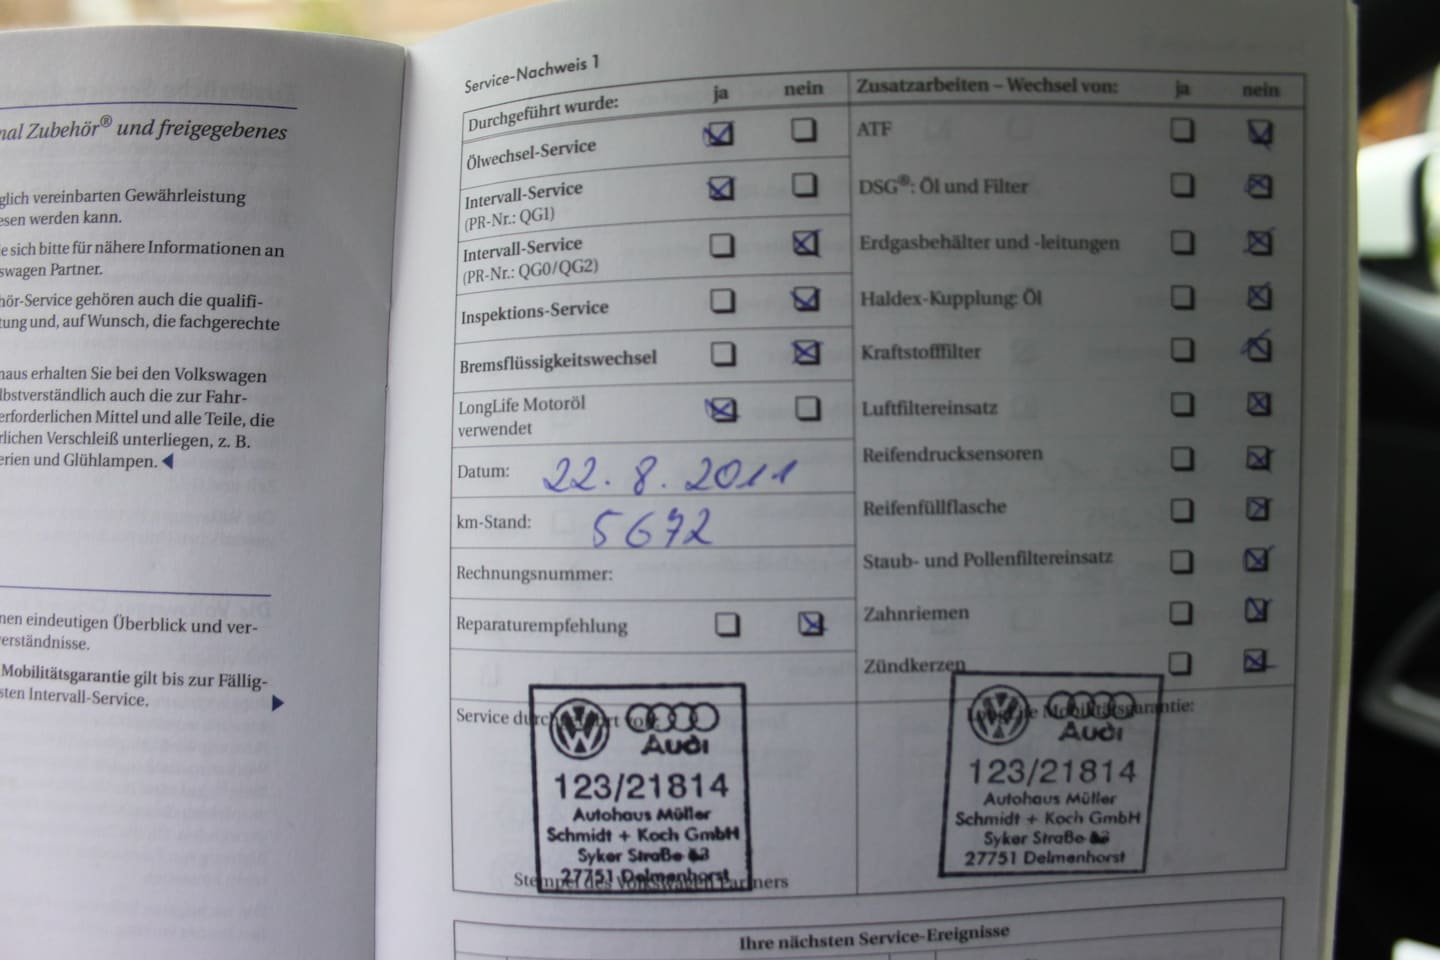 nal Zubehör® und freigegebenes
glich vereinbarten Gewährleistung
esen werden kann.
e sich bitte für nähere Informationen an
swagen Partner.
hör-Service gehören auch die qualifi-
tung und, auf Wunsch, die fachgerechte
naus erhalten Sie bei den Volkswagen
lbstverständlich auch die zur Fahr-
erforderlichen Mittel und alle Teile, die
rlichen Verschleiß unterliegen, z. B.
erien und Glühlampen.
nen eindeutigen Überblick und ver-
erständnisse.
Mobilitätsgarantie gilt bis zur Fällig-
sten Intervall-Service.
Service-Nachweis 1
Durchgeführt wurde: ja nein
Ölwechsel-Service
Intervall-Service
(PR-Nr.: QG1)
Intervall-Service
(PR-Nr.: QG0/QG2)
Inspektions-Service
Bremsflüssigkeitswechsel
LongLife Motoröl
verwendet
Datum: 22.8.2011
km-Stand: 5672
Rechnungsnummer:
Reparaturempfehlung
Service durchgeführt von:
Audi
123/21814
Autohaus Müller
Schmidt + Koch GmbH
Syker Straße
27751 Delmenhorst
Stempel des Volkswagen Partners
Zusatzarbeiten – Wechsel von: ja nein
ATF
DSG®: Öl und Filter
Erdgasbehälter und -leitungen
Haldex-Kupplung: Öl
Kraftstofffilter
Luftfiltereinsatz
Reifendrucksensoren
Reifenfüllflasche
Staub- und Pollenfiltereinsatz
Zahnriemen
Zündkerzen
LongLife Mobilitätsgarantie:
Audi
123/21814
Autohaus Müller
Schmidt + Koch GmbH
Syker Straße
27751 Delmenhorst
Ihre nächsten Service-Ereignisse